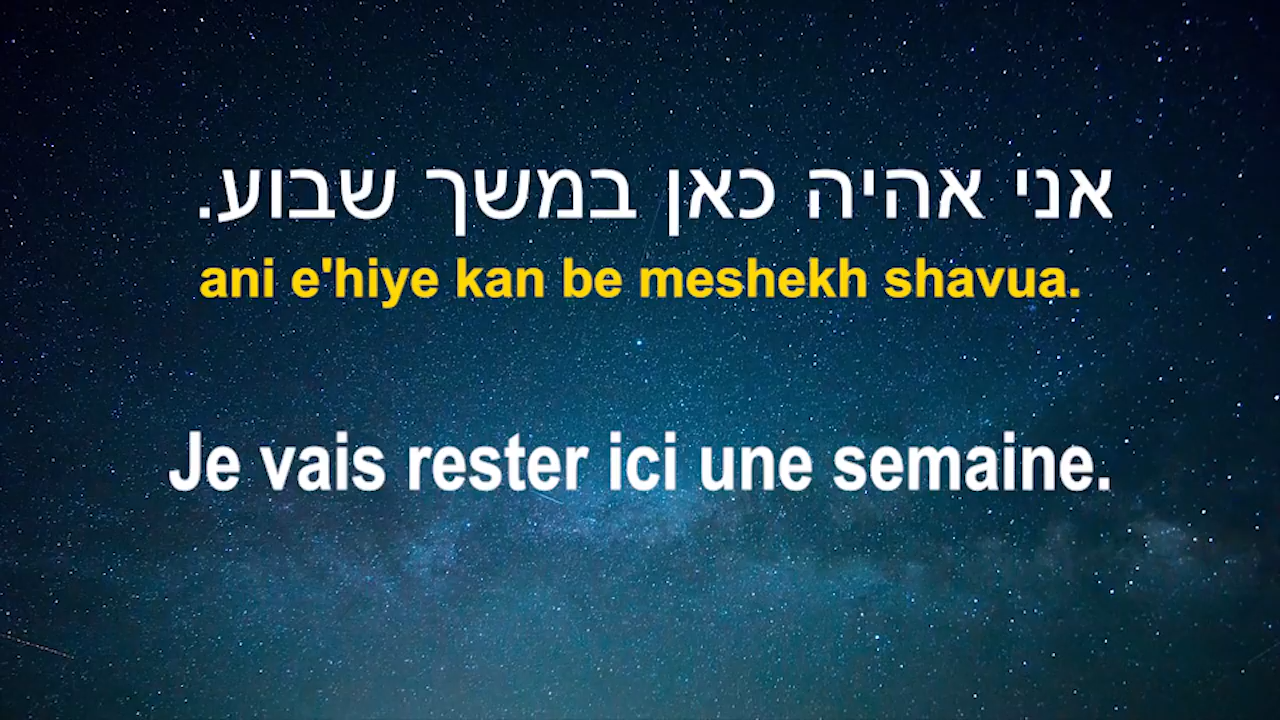 אני אהיה כאן במשך שבוע.
ani e'hiye kan be meshekh shavua.
Je vais rester ici une semaine.